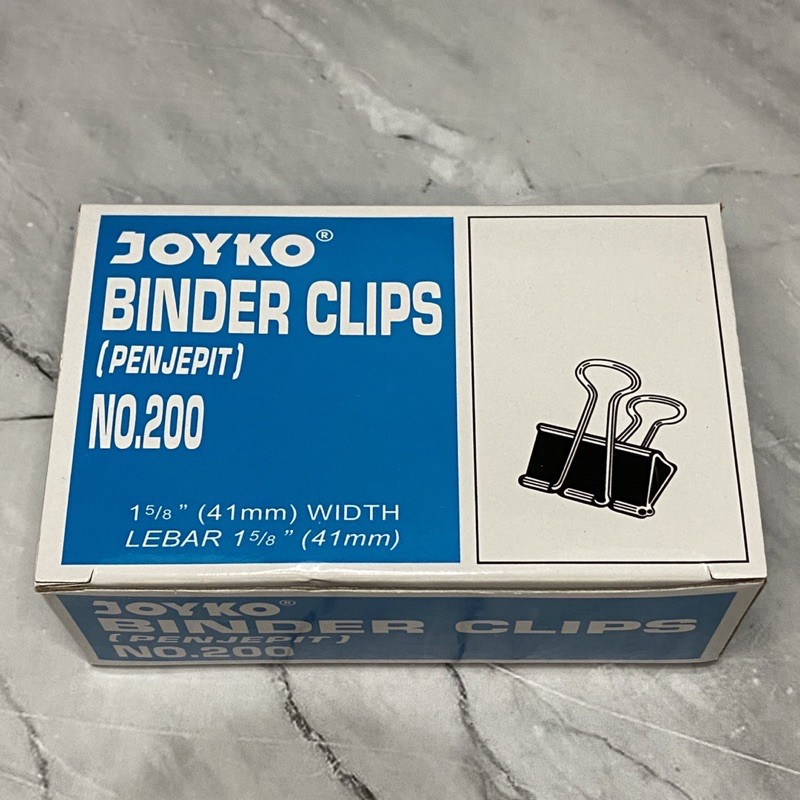 JOYKO®
BINDER CLIPS
(PENJEPIT)
NO.200
1 5/8" (41mm) WIDTH
LEBAR 1 5/8" (41mm)
JOYKO®
BINDER CLIPS
(PENJEPIT)
NO.200